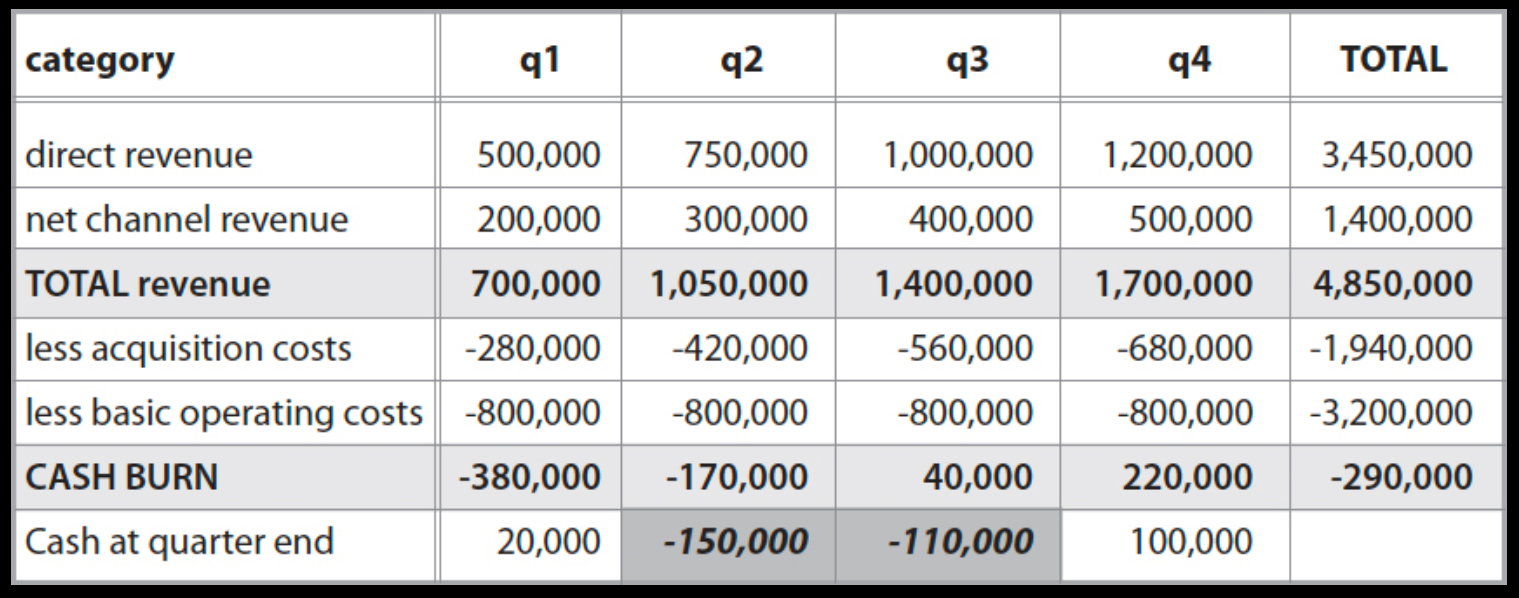 category q1 q2 q3 q4 TOTAL
direct revenue 500,000 750,000 1,000,000 1,200,000 3,450,000
net channel revenue 200,000 300,000 400,000 500,000 1,400,000
TOTAL revenue 700,000 1,050,000 1,400,000 1,700,000 4,850,000
less acquisition costs -280,000 -420,000 -560,000 -680,000 -1,940,000
less basic operating costs -800,000 -800,000 -800,000 -800,000 -3,200,000
CASH BURN -380,000 -170,000 40,000 220,000 -290,000
Cash at quarter end 20,000 -150,000 -110,000 100,000